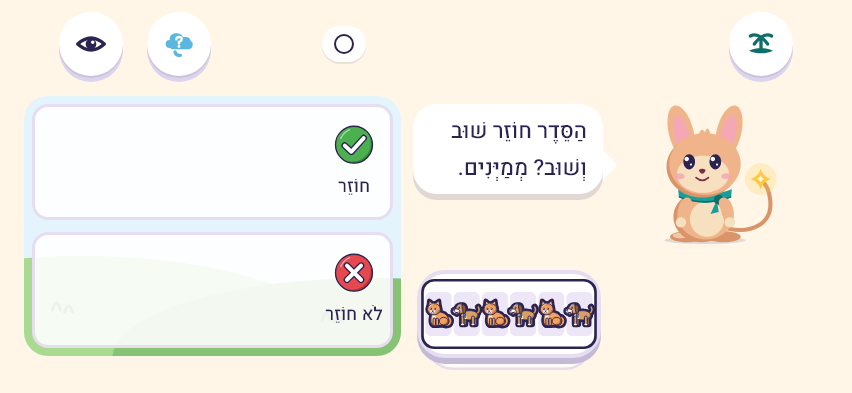 הַסֵּדֶר חוֹזֵר שׁוּב
וְשׁוּב? מְמַיְּנִים.
חוֹזֵר
לֹא חוֹזֵר